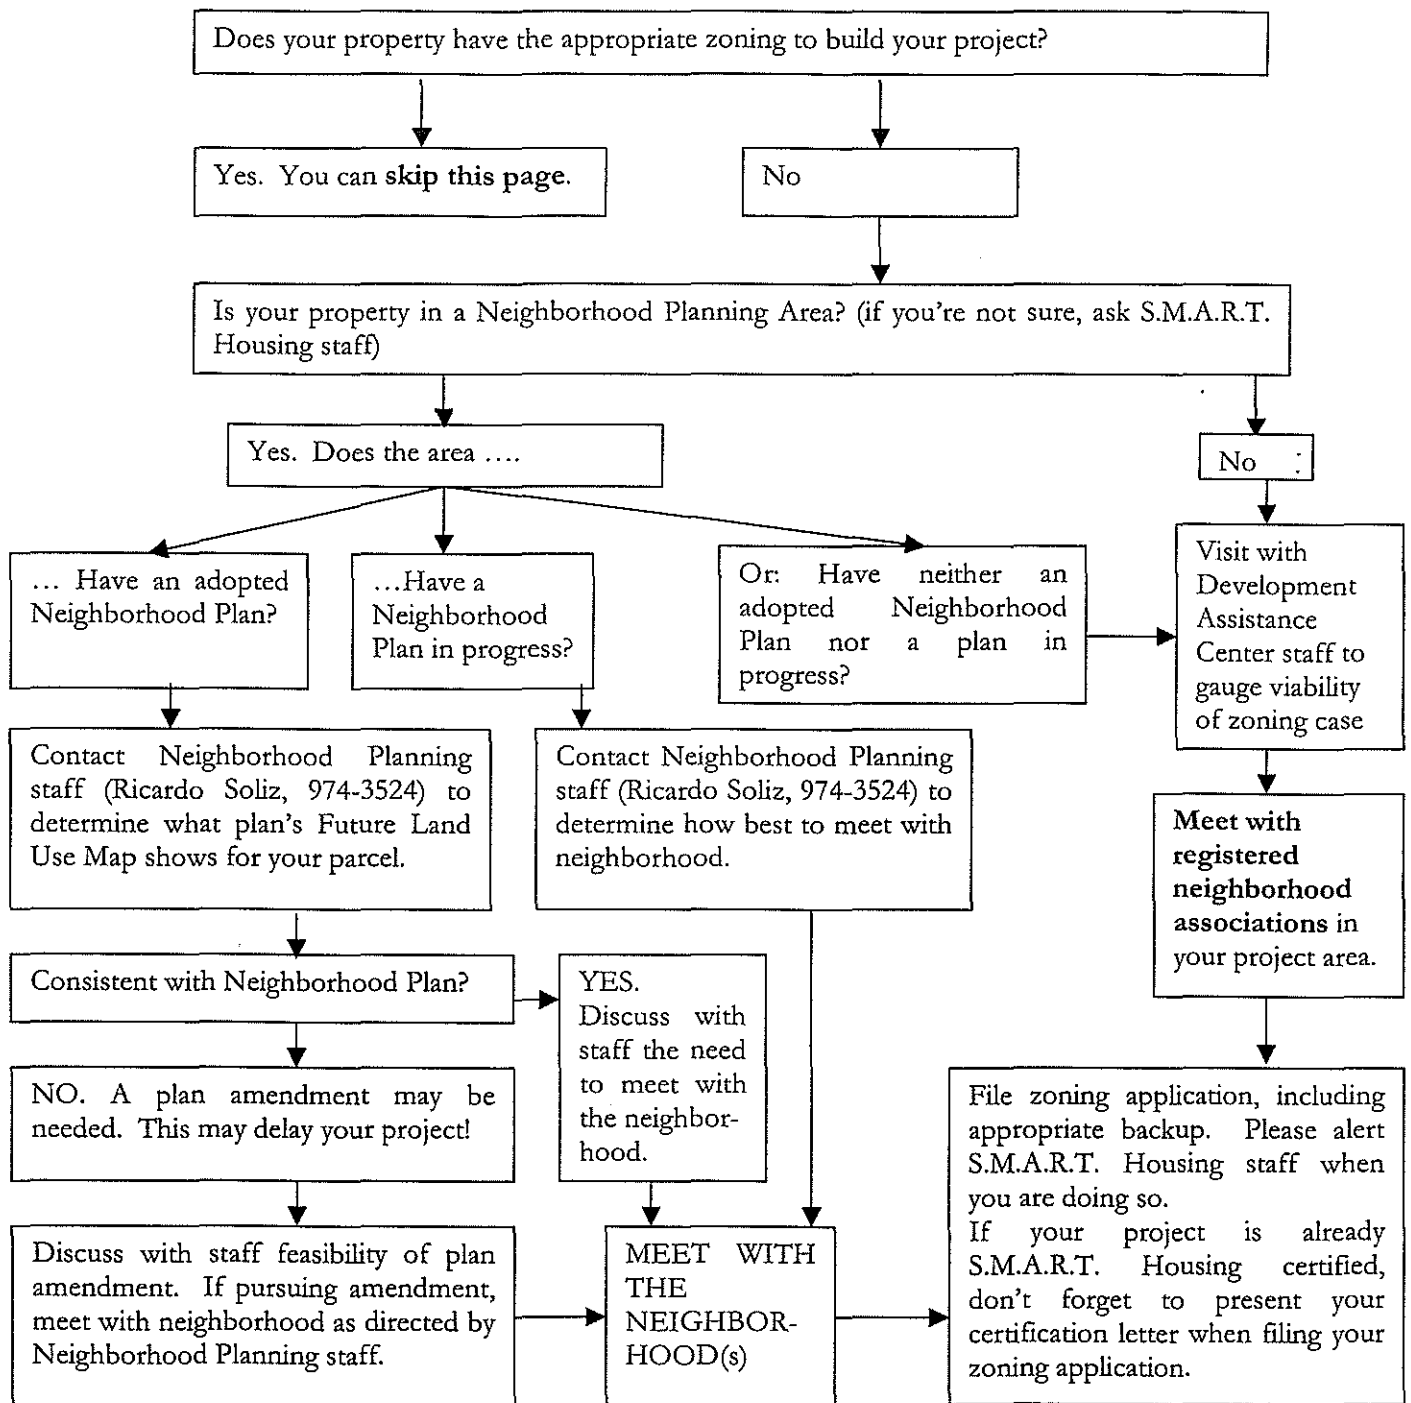 Does your property have the appropriate zoning to build your project?
Yes. You can skip this page.
No
Is your property in a Neighborhood Planning Area? (if you're not sure, ask S.M.A.R.T.
Housing staff)
Yes. Does the area ….
No
… Have an adopted
Neighborhood Plan?
…Have a
Neighborhood
Plan in progress?
Or: Have neither an
adopted Neighborhood
Plan nor a plan in
progress?
Visit with
Development
Assistance
Center staff to
gauge viability
of zoning case
Contact Neighborhood Planning
staff (Ricardo Soliz, 974-3524) to
determine what plan's Future Land
Use Map shows for your parcel.
Contact Neighborhood Planning
staff (Ricardo Soliz, 974-3524) to
determine how best to meet with
neighborhood.
Meet with
registered
neighborhood
associations in
your project area.
Consistent with Neighborhood Plan?
YES.
Discuss with
staff the need
to meet with
the neighbor-
hood.
NO. A plan amendment may be
needed. This may delay your project!
Discuss with staff feasibility of plan
amendment. If pursuing amendment,
meet with neighborhood as directed by
Neighborhood Planning staff.
MEET WITH
THE
NEIGHBOR-
HOOD(s)
File zoning application, including
appropriate backup. Please alert
S.M.A.R.T. Housing staff when
you are doing so.
If your project is already
S.M.A.R.T. Housing certified,
don't forget to present your
certification letter when filing your
zoning application.